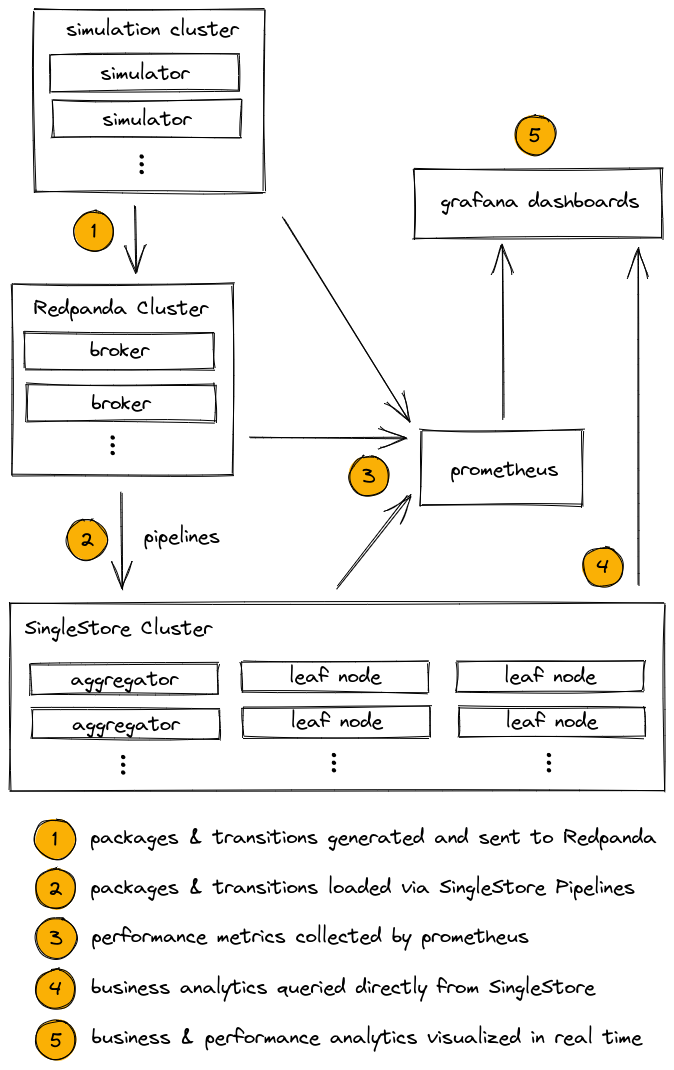 simulation cluster
simulator
simulator
5
grafana dashboards
1
Redpanda Cluster
broker
broker
3
prometheus
2
pipelines
4
SingleStore Cluster
aggregator
leaf node
leaf node
aggregator
leaf node
leaf node
1 packages & transitions generated and sent to Redpanda
2 packages & transitions loaded via SingleStore Pipelines
3 performance metrics collected by prometheus
4 business analytics queried directly from SingleStore
5 business & performance analytics visualized in real time